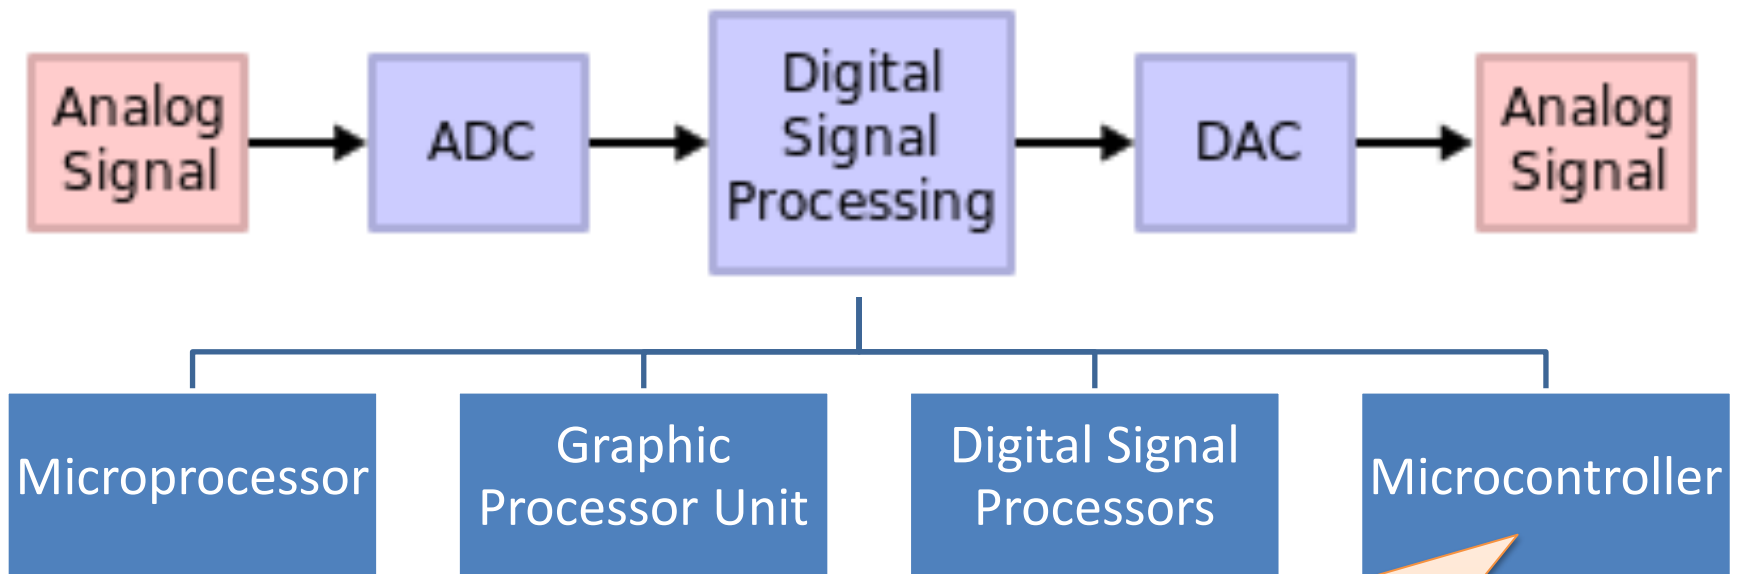 Analog
Signal
ADC
Digital
Signal
Processing
DAC
Analog
Signal
Microprocessor
Graphic
Processor Unit
Digital Signal
Processors
Microcontroller